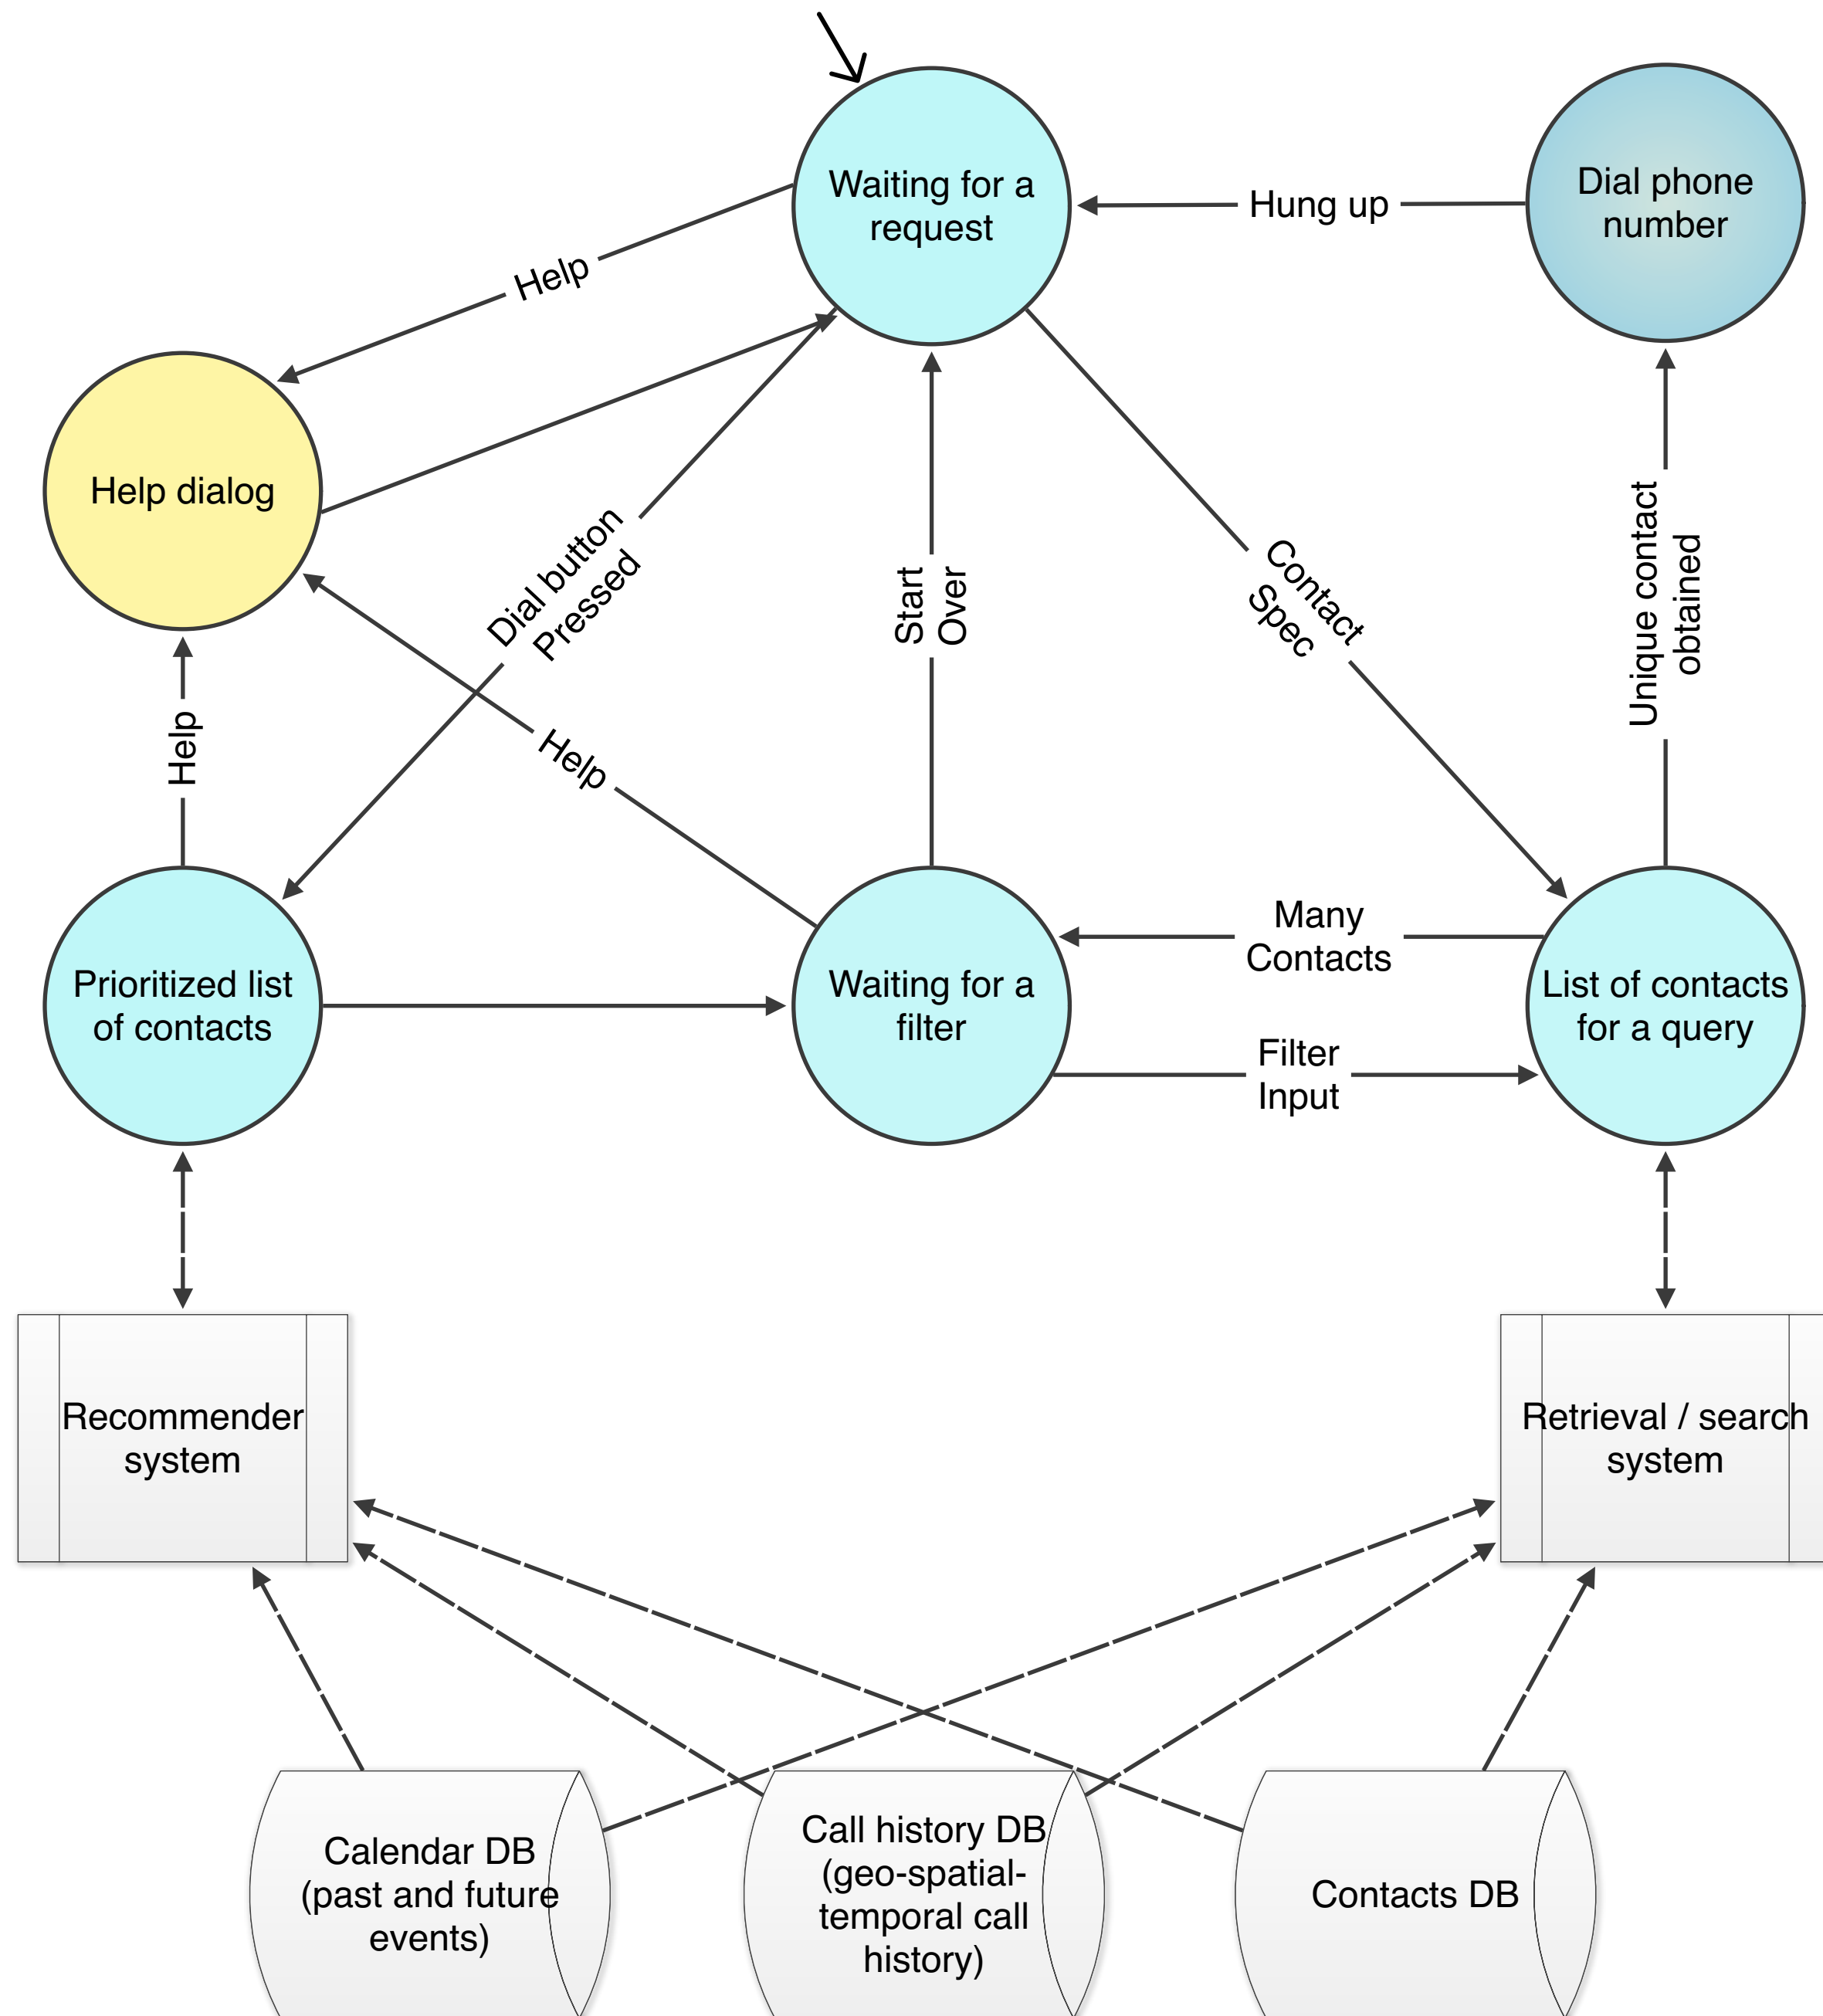 Waiting for a
request
Dial phone
number
Hung up
Help
Help dialog
Dial button
Pressed
Start
Over
Contact
Spec
Unique contact
obtained
Help
Help
Many
Contacts
Prioritized list
of contacts
Waiting for a
filter
List of contacts
for a query
Filter
Input
Recommender
system
Retrieval / search
system
Calendar DB
(past and future
events)
Call history DB
(geo-spatial-
temporal call
history)
Contacts DB